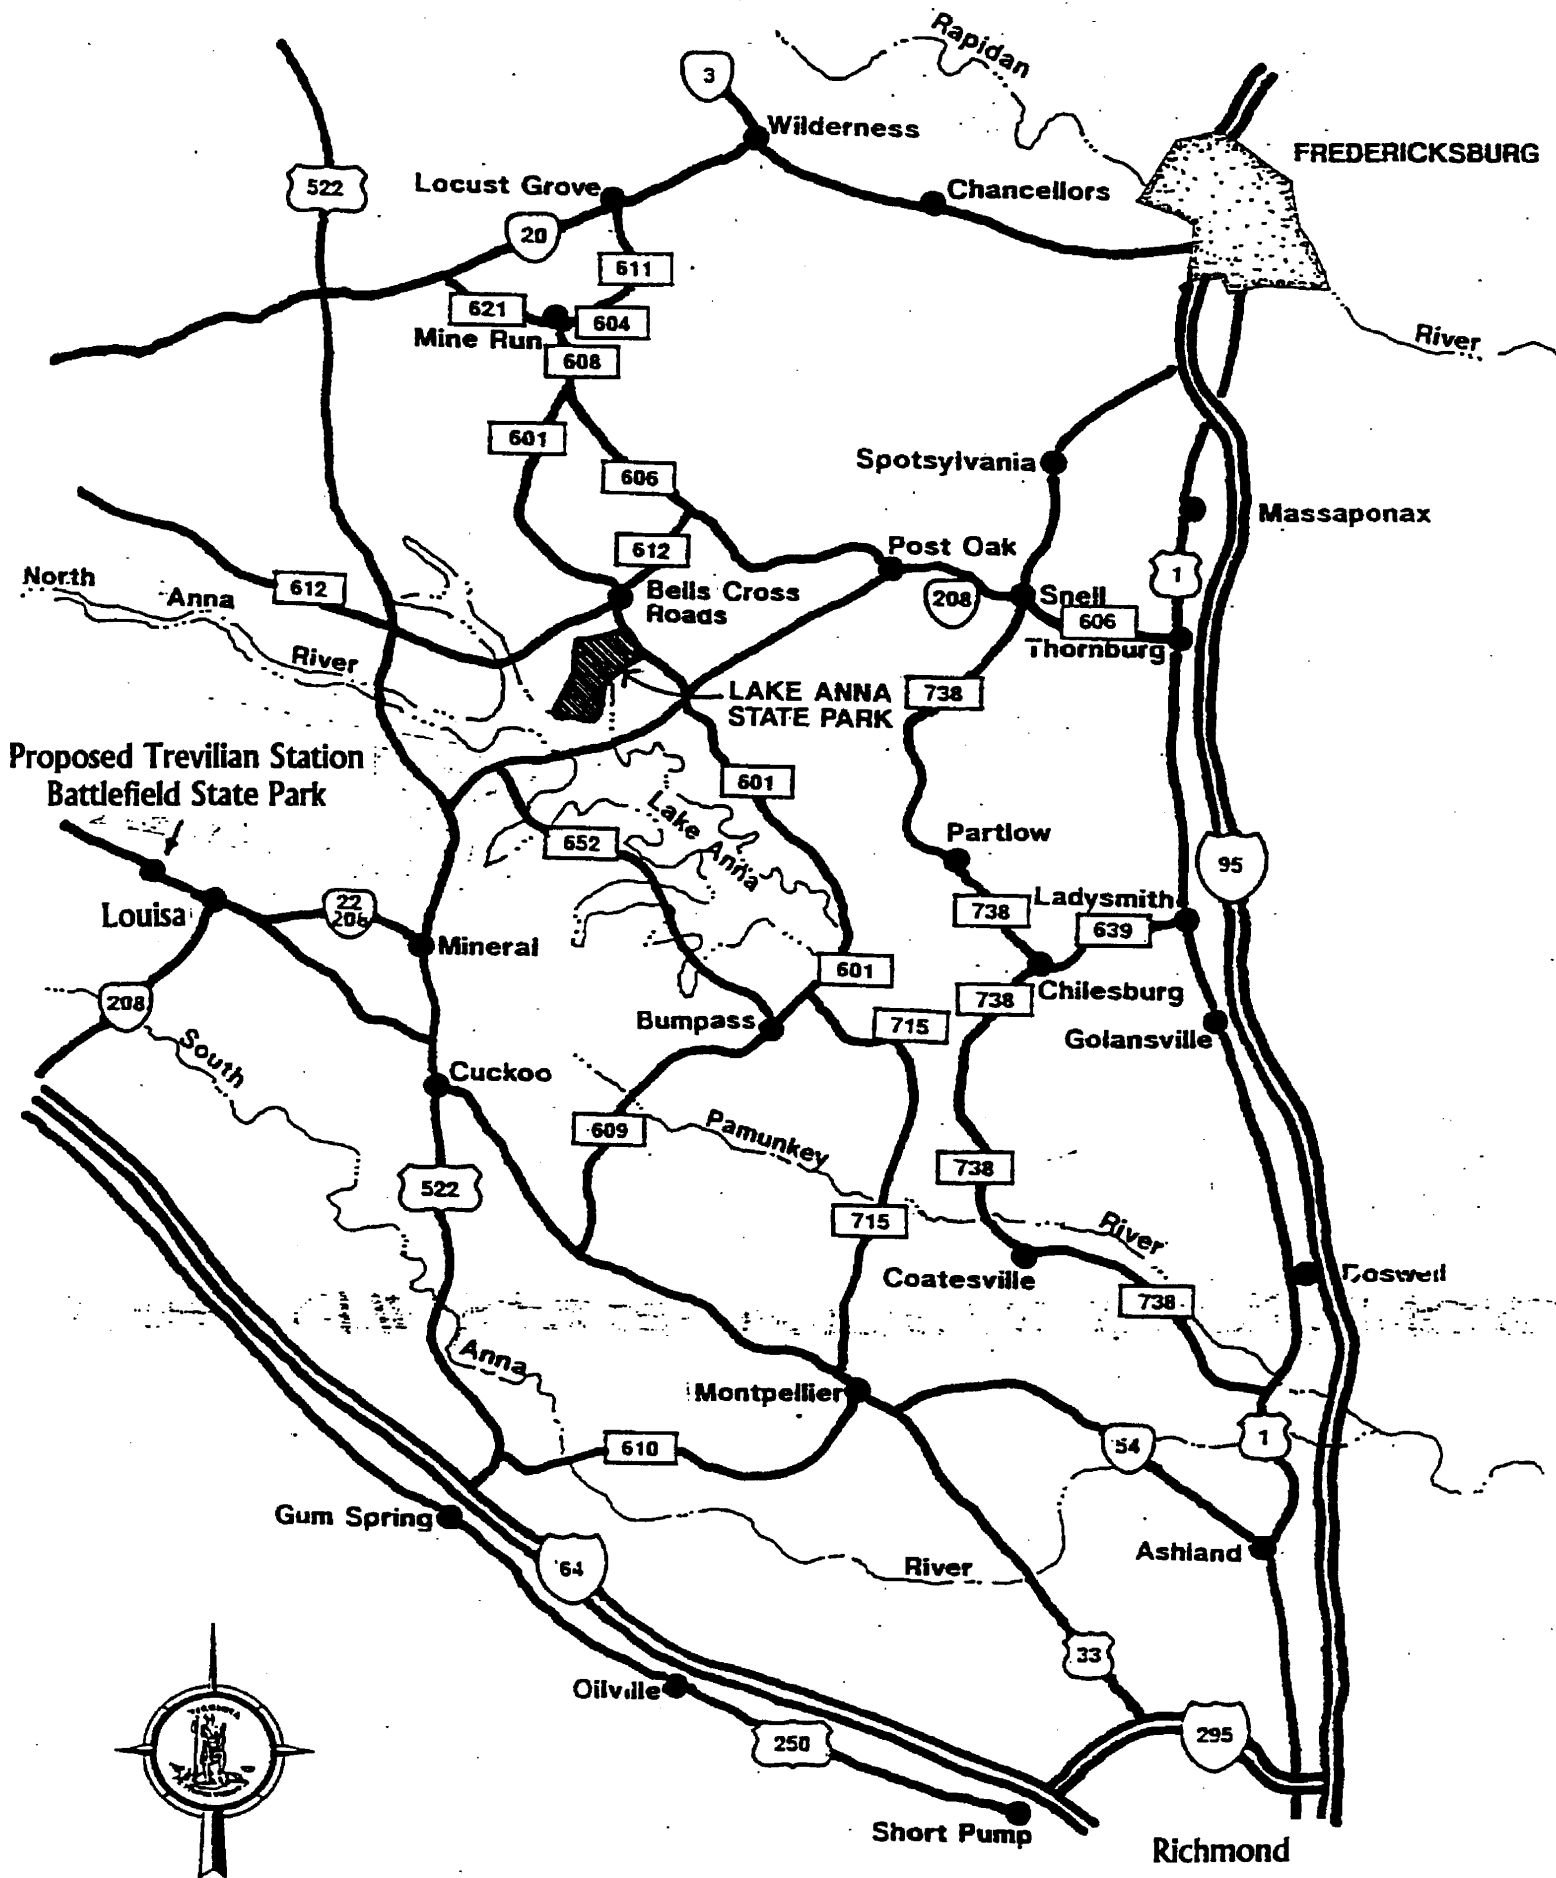 Rapidan
3
Wilderness
FREDERICKSBURG
522
Locust Grove
Chancellors
20
611
621
604
Mine Run
River
608
601
Spotsylvania
606
Massaponax
612
Post Oak
North
612
Bells Cross
Roads
1
Anna
208
Snell
606
Thornburg
River
LAKE ANNA
STATE PARK
738
Proposed Trevilian Station
Battlefield State Park
601
Lake Anna
652
Partlow
95
22
208
Louisa
738
Ladysmith
639
Mineral
601
208
738
Chilesburg
Bumpass
715
Golansville
South
Cuckoo
609
Pamunkey
738
522
715
River
Coatesville
738
Anna
Montpellier
610
54
1
Gum Spring
64
Ashland
River
33
Oilville
295
250
Short Pump
Richmond